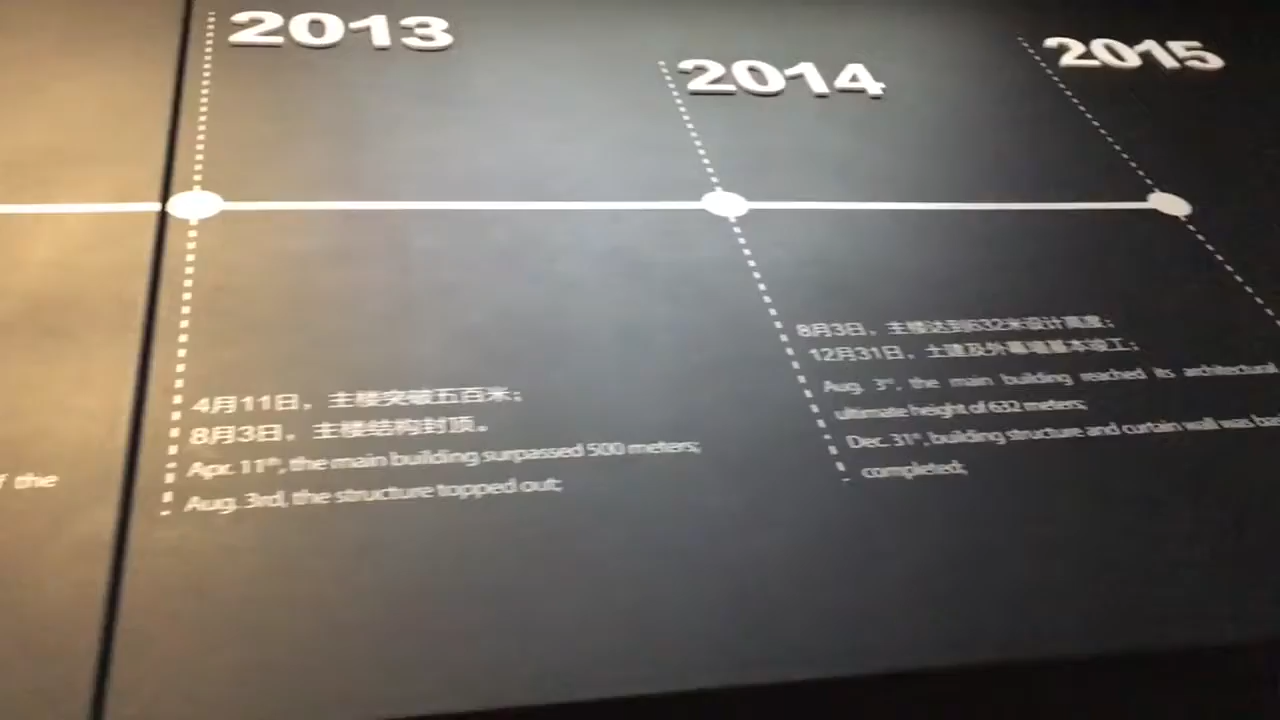 2013
2014
2015
4月11日，主楼突破五百米；
8月3日，主楼结构封顶。
Apr. 11th, the main building surpassed 500 meters;
Aug. 3rd, the structure topped out;
8月3日，主楼达到632米设计高度；
12月31日，土建及外幕墙基本竣工；
Aug. 3rd, the main building reached its architectural
ultimate height of 632 meters;
Dec. 31st, building structure and curtain wall was
completed;
the